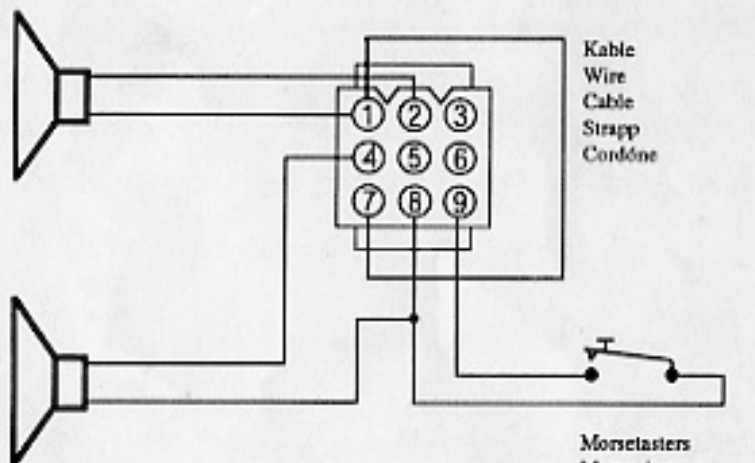 1 2 3
4 5 6
7 8 9
Kable
Wire
Cable
Strapp
Cordóne
Morsetasters